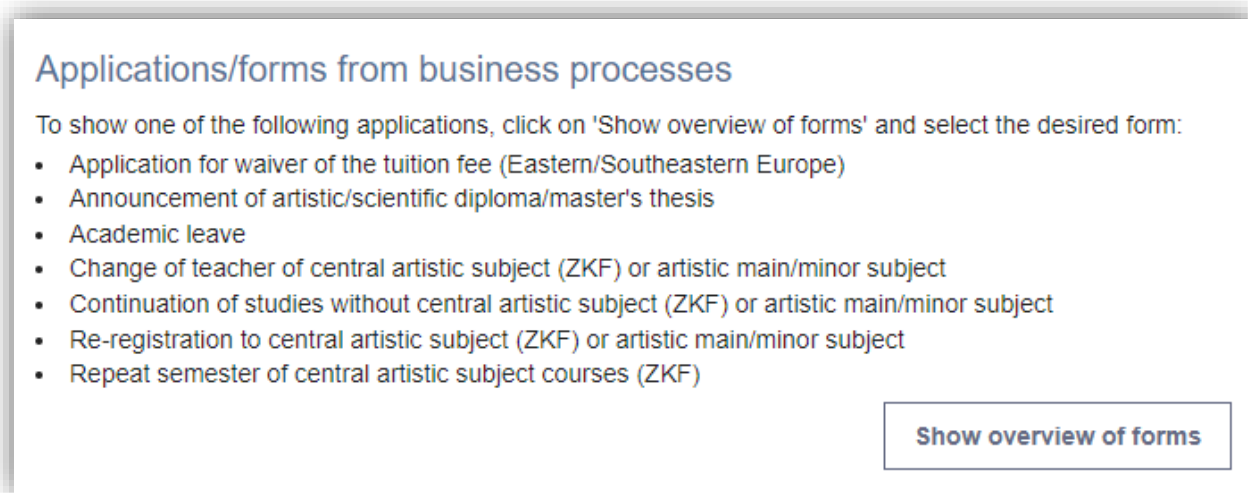 Applications/forms from business processes
To show one of the following applications, click on 'Show overview of forms' and select the desired form:
• Application for waiver of the tuition fee (Eastern/Southeastern Europe)
• Announcement of artistic/scientific diploma/master's thesis
• Academic leave
• Change of teacher of central artistic subject (ZKF) or artistic main/minor subject
• Continuation of studies without central artistic subject (ZKF) or artistic main/minor subject
• Re-registration to central artistic subject (ZKF) or artistic main/minor subject
• Repeat semester of central artistic subject courses (ZKF)
Show overview of forms